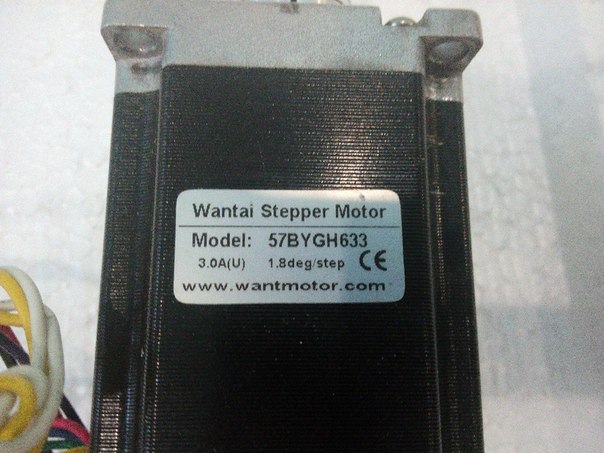 Wantai Stepper Motor
Model: 57BYGH633
3.0A(U) 1.8deg/step CE
www.wantmotor.com